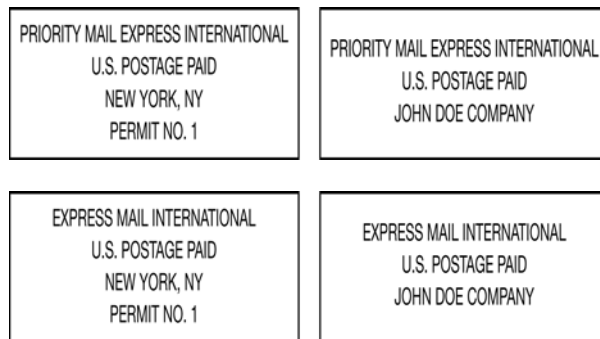 PRIORITY MAIL EXPRESS INTERNATIONAL
U.S. POSTAGE PAID
NEW YORK, NY
PERMIT NO. 1
PRIORITY MAIL EXPRESS INTERNATIONAL
U.S. POSTAGE PAID
JOHN DOE COMPANY
EXPRESS MAIL INTERNATIONAL
U.S. POSTAGE PAID
NEW YORK, NY
PERMIT NO. 1
EXPRESS MAIL INTERNATIONAL
U.S. POSTAGE PAID
JOHN DOE COMPANY